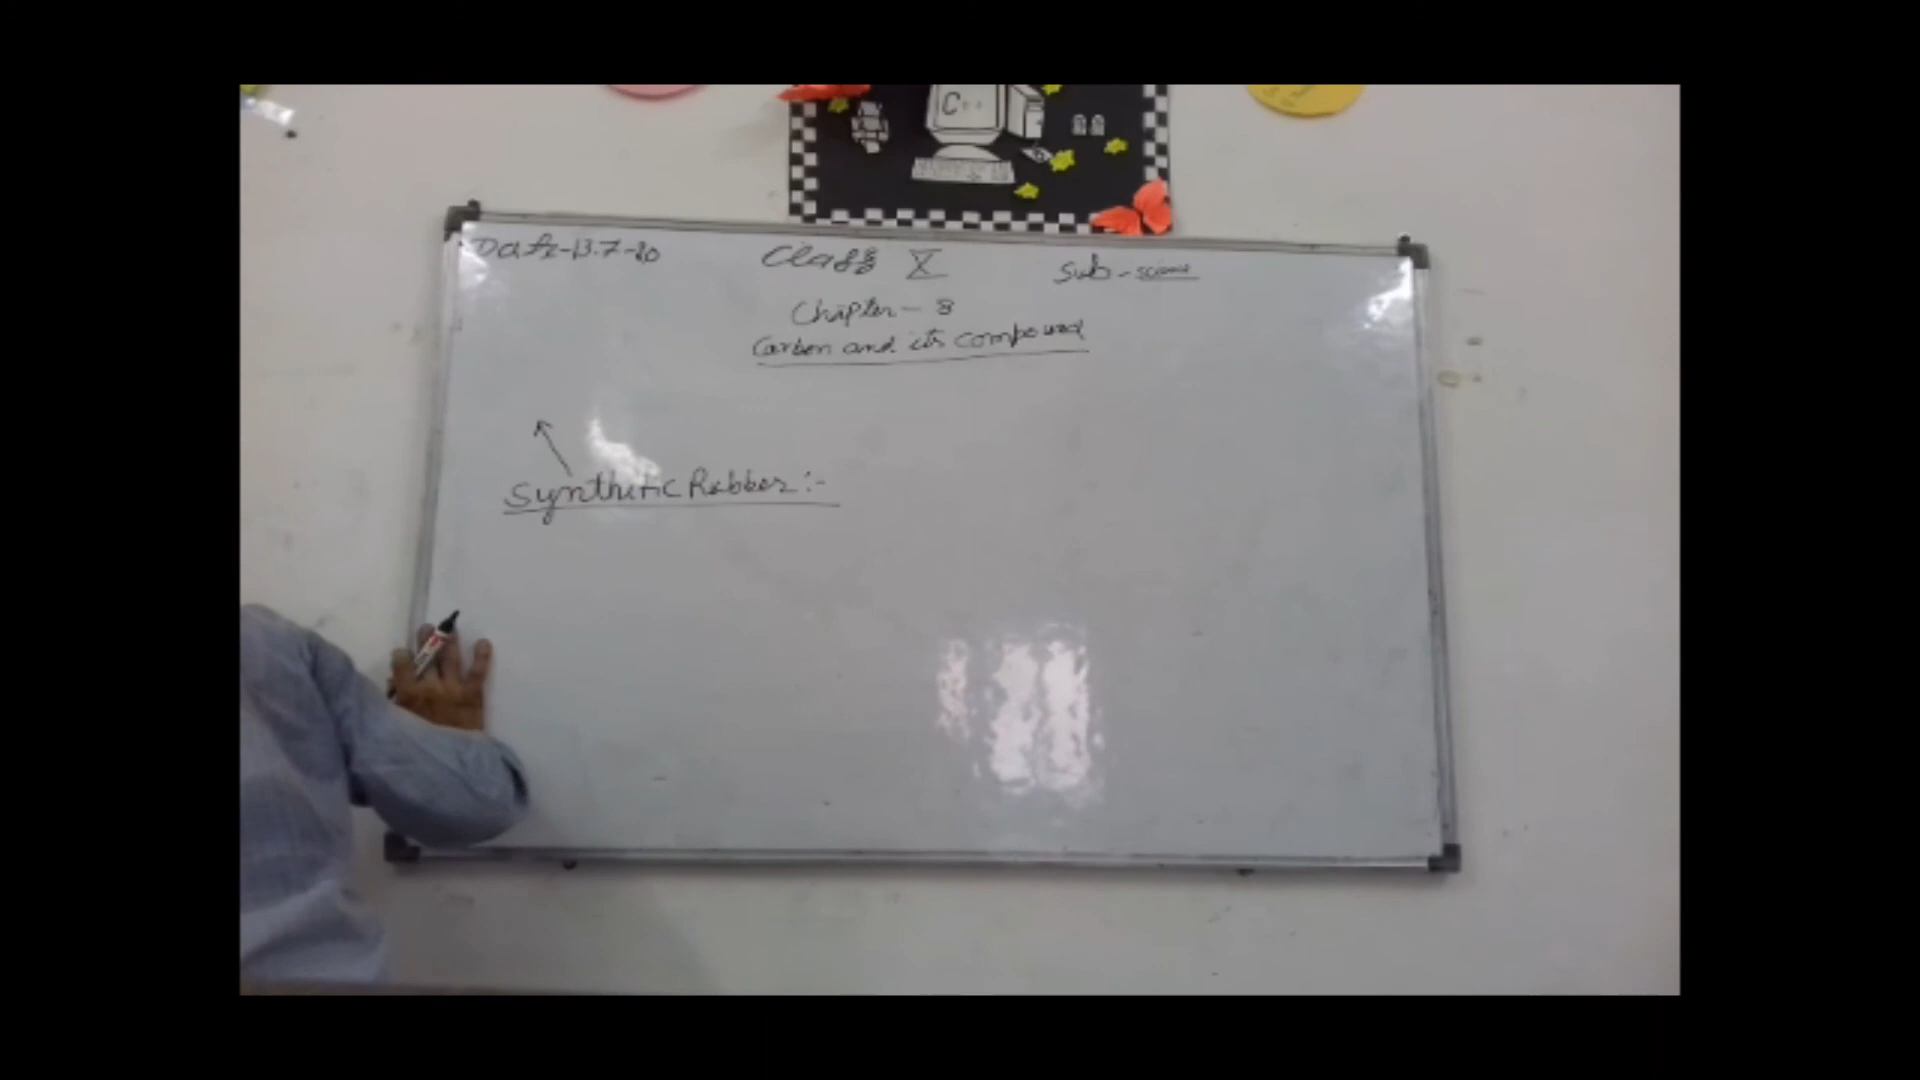 C++
Date-13.7-20
Class X
Sub-science
Chapter-8
Carbon and its compound
Synthetic Rubber:-